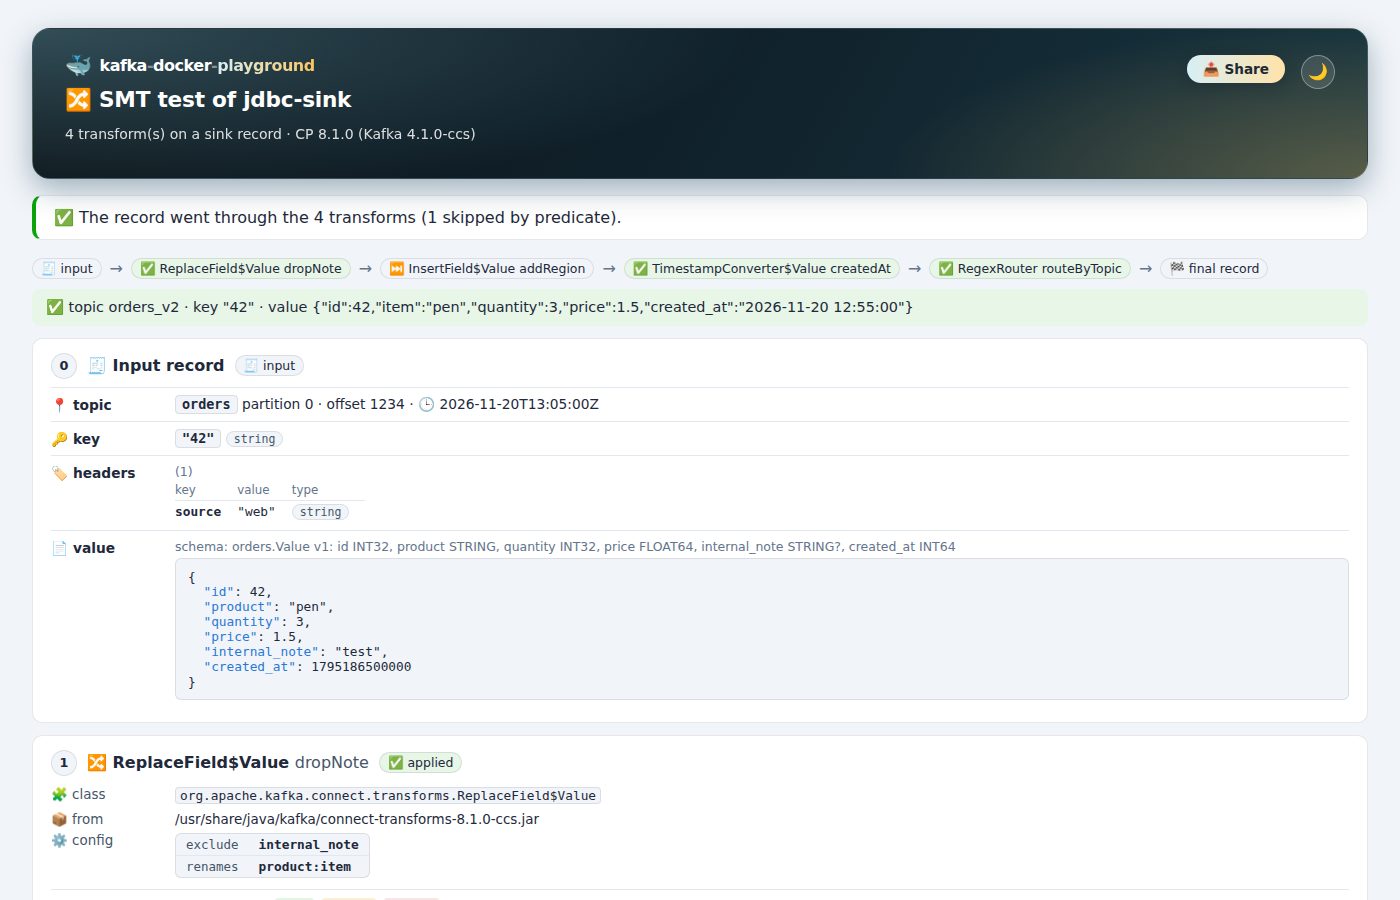 kafka-docker-playground
SMT test of jdbc-sink
4 transform(s) on a sink record · CP 8.1.0 (Kafka 4.1.0-ccs)
Share
The record went through the 4 transforms (1 skipped by predicate).
input → ReplaceField$Value dropNote → InsertField$Value addRegion → TimestampConverter$Value createdAt → RegexRouter routeByTopic → final record
topic orders_v2 · key "42" · value {"id":42,"item":"pen","quantity":3,"price":1.5,"created_at":"2026-11-20 12:55:00"}
0 Input record input
topic orders partition 0 · offset 1234 · 2026-11-20T13:05:00Z
key "42" string
headers (1)
key value type
source "web" string
value schema: orders.Value v1: id INT32, product STRING, quantity INT32, price FLOAT64, internal_note STRING?, created_at INT64
{
"id": 42,
"product": "pen",
"quantity": 3,
"price": 1.5,
"internal_note": "test",
"created_at": 1795186500000
}
1 ReplaceField$Value dropNote applied
class org.apache.kafka.connect.transforms.ReplaceField$Value
from /usr/share/java/kafka/connect-transforms-8.1.0-ccs.jar
config exclude internal_note
renames product:item